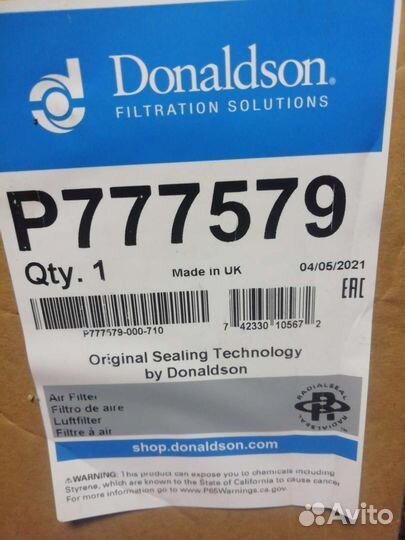 Donaldson®
FILTRATION SOLUTIONS
P777579
Qty. 1
Made in UK
04/05/2021
EAC
P777579-000-710
7 42330 10567 2
Original Sealing Technology
by Donaldson
Air Filter
Filtro de aire
Luftfilter
Filtre à air
RADIALSEAL
RADIALSEAL
shop.donaldson.com
WARNING: This product can expose you to chemicals including
Styrene, which are known to the State of California to cause cancer
For more information go to www.P65Warnings.ca.gov.
Avito